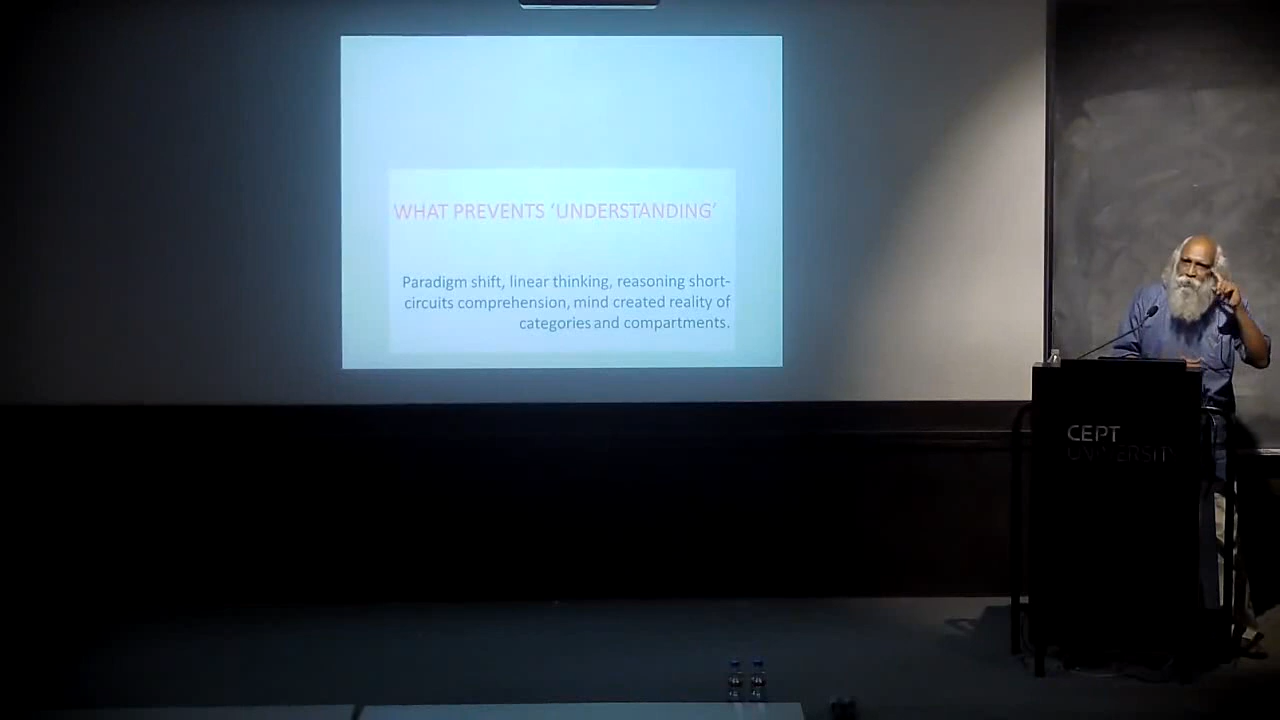 WHAT PREVENTS ‘UNDERSTANDING’
Paradigm shift, linear thinking, reasoning short-
circuits comprehension, mind created reality of
categories and compartments.
CEPT
UNIVERSITY